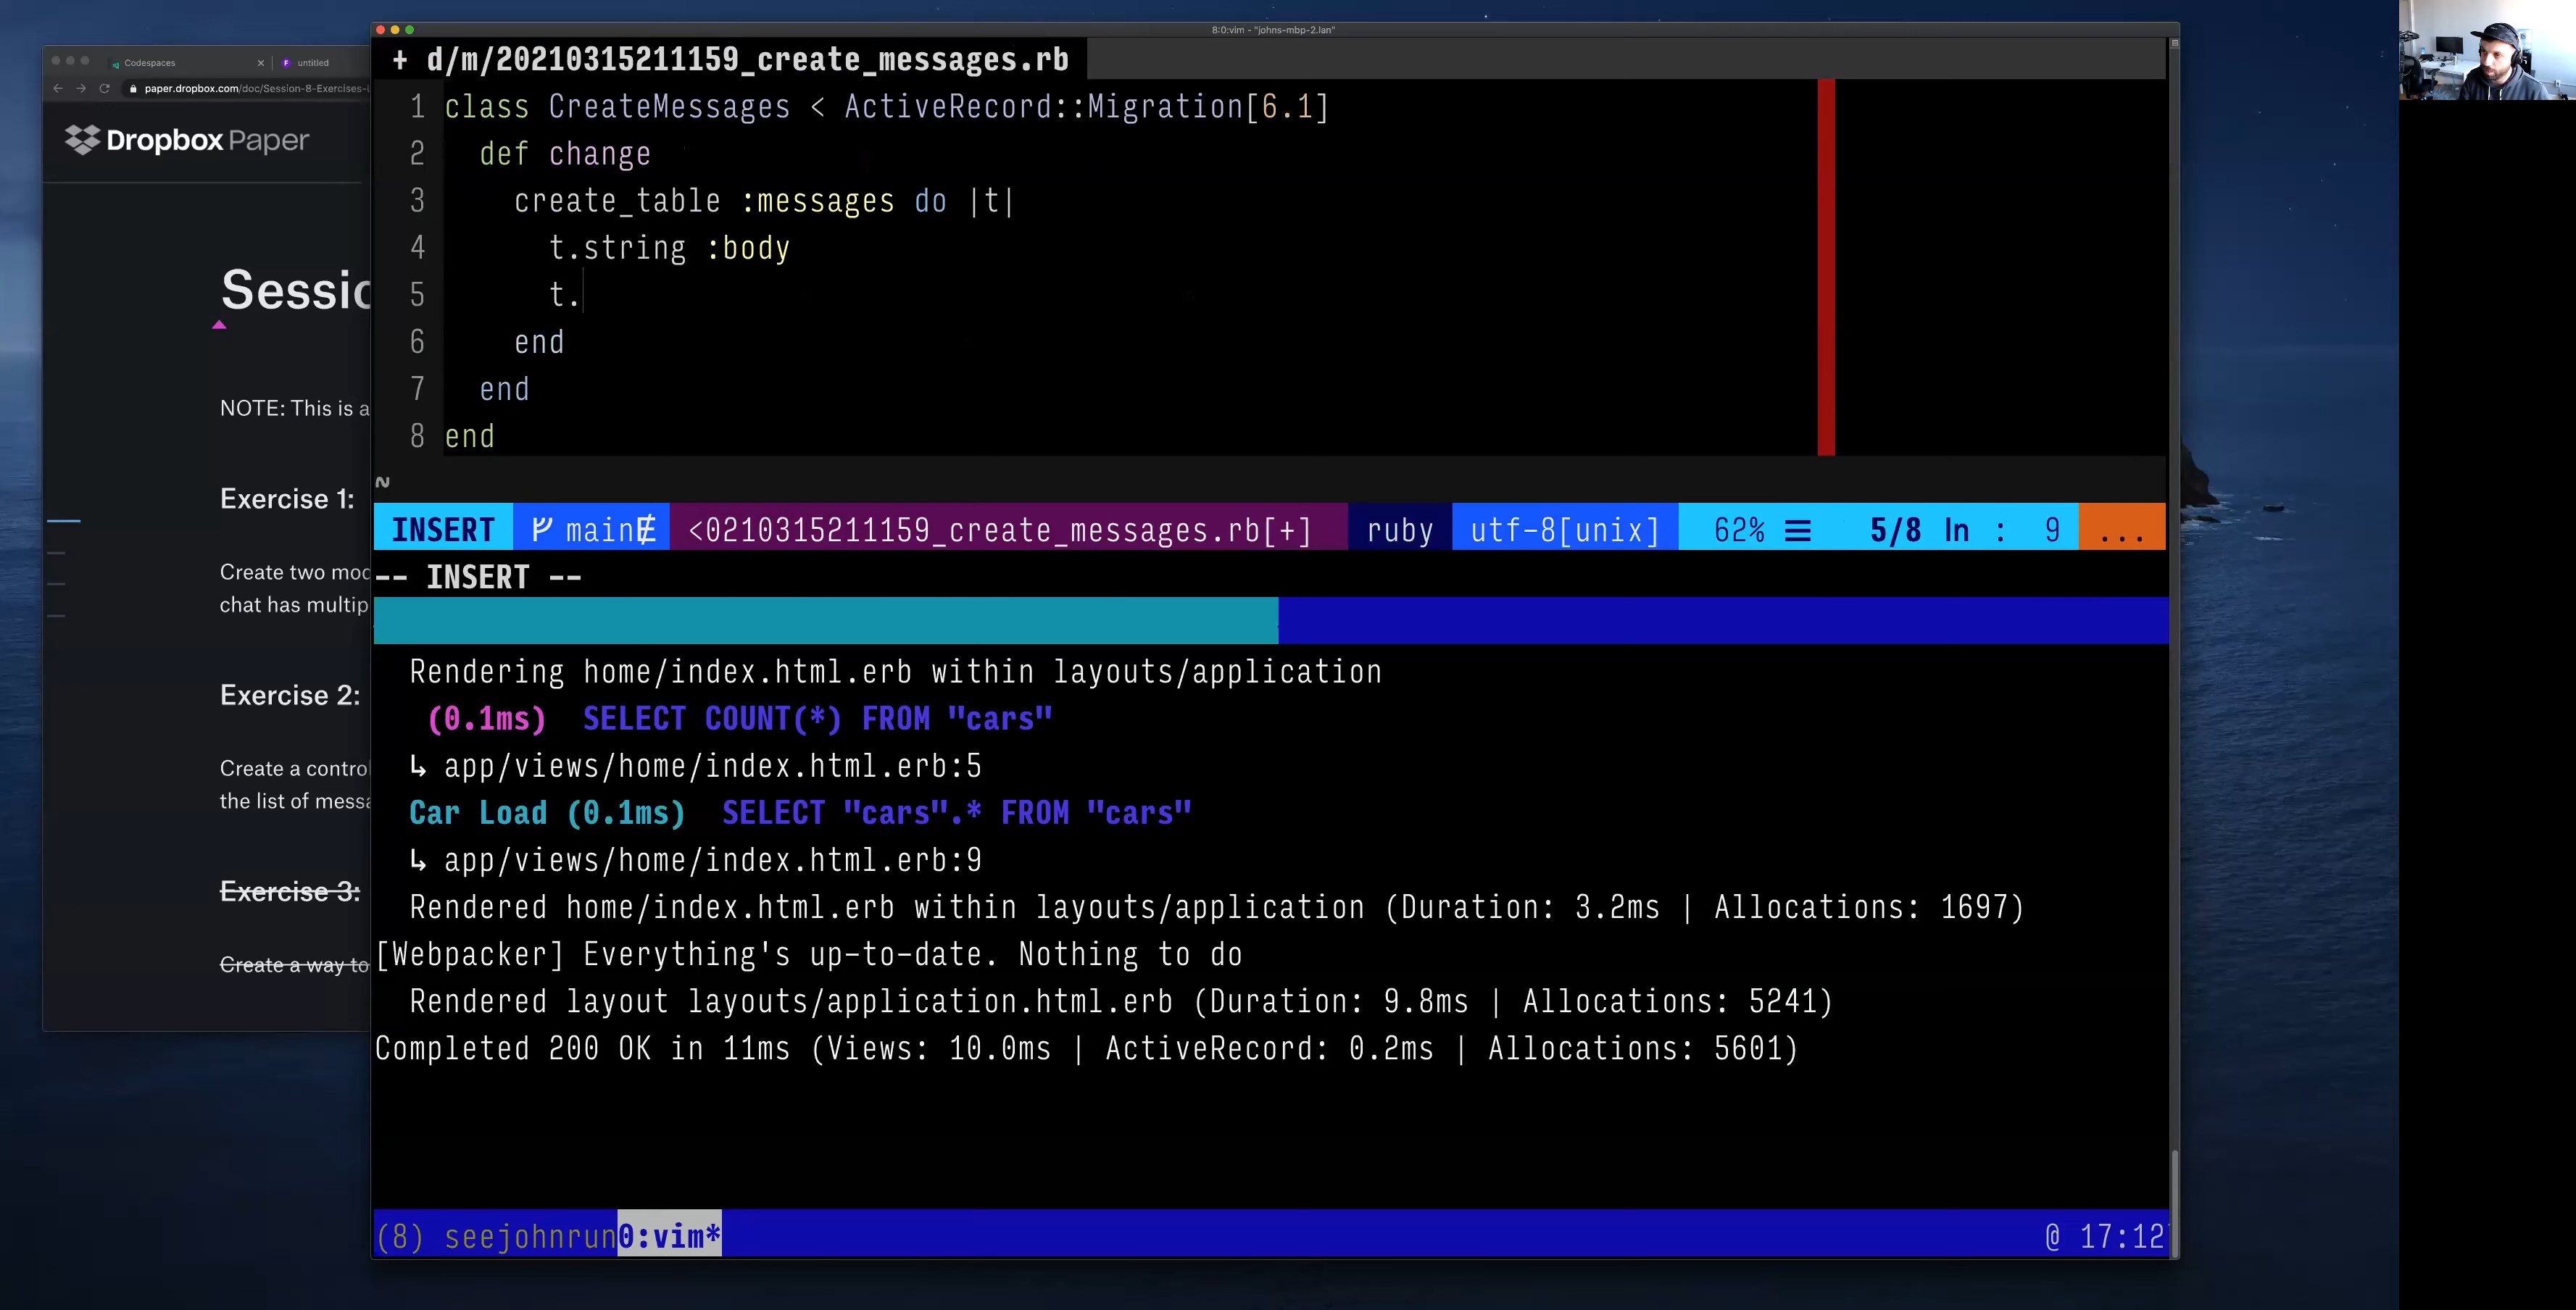 8:0:vim - "johns-mbp-2.lan"
Codespaces
untitled
paper.dropbox.com/doc/Session-8-Exercises-
Dropbox Paper
Sessio
NOTE: This is a
Exercise 1:
Create two mod
chat has multip
Exercise 2:
Create a contro
the list of messa
Exercise 3:
Create a way to
+ d/m/20210315211159_create_messages.rb
1 class CreateMessages < ActiveRecord::Migration[6.1]
2 def change
3 create_table :messages do |t|
4 t.string :body
5 t.
6 end
7 end
8 end
~
INSERT main <0210315211159_create_messages.rb[+] ruby utf-8[unix] 62% ☰ 5/8 ln : 9 ...
-- INSERT --
Rendering home/index.html.erb within layouts/application
(0.1ms) SELECT COUNT(*) FROM "cars"
↳ app/views/home/index.html.erb:5
Car Load (0.1ms) SELECT "cars".* FROM "cars"
↳ app/views/home/index.html.erb:9
Rendered home/index.html.erb within layouts/application (Duration: 3.2ms | Allocations: 1697)
[Webpacker] Everything's up-to-date. Nothing to do
Rendered layout layouts/application.html.erb (Duration: 9.8ms | Allocations: 5241)
Completed 200 OK in 11ms (Views: 10.0ms | ActiveRecord: 0.2ms | Allocations: 5601)
(8) seejohnrun0:vim* @ 17:12